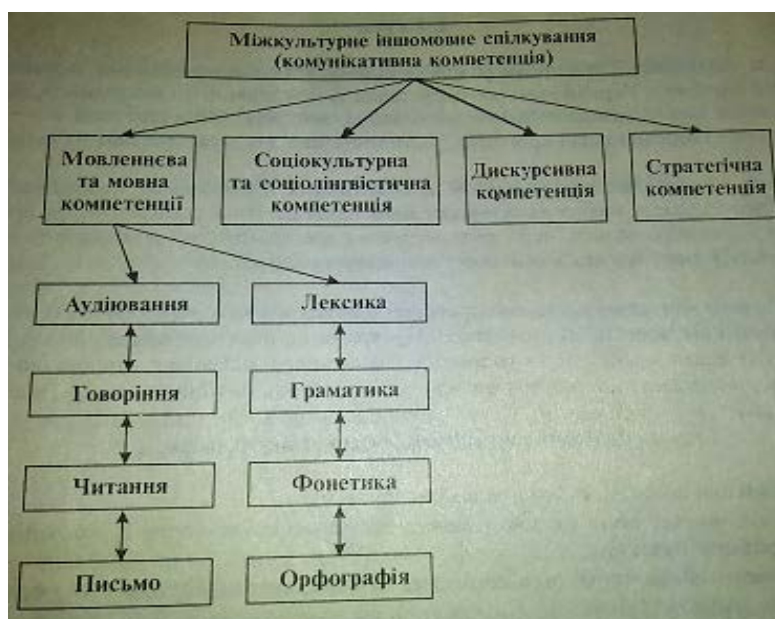 Міжкультурне іншомовне спілкування
(комунікативна компетенція)
Мовленнєва
та мовна
компетенції
Соціокультурна
та соціолінгвістична
компетенція
Дискурсивна
компетенція
Стратегічна
компетенція
Аудіювання
Лексика
Говоріння
Граматика
Читання
Фонетика
Письмо
Орфографія